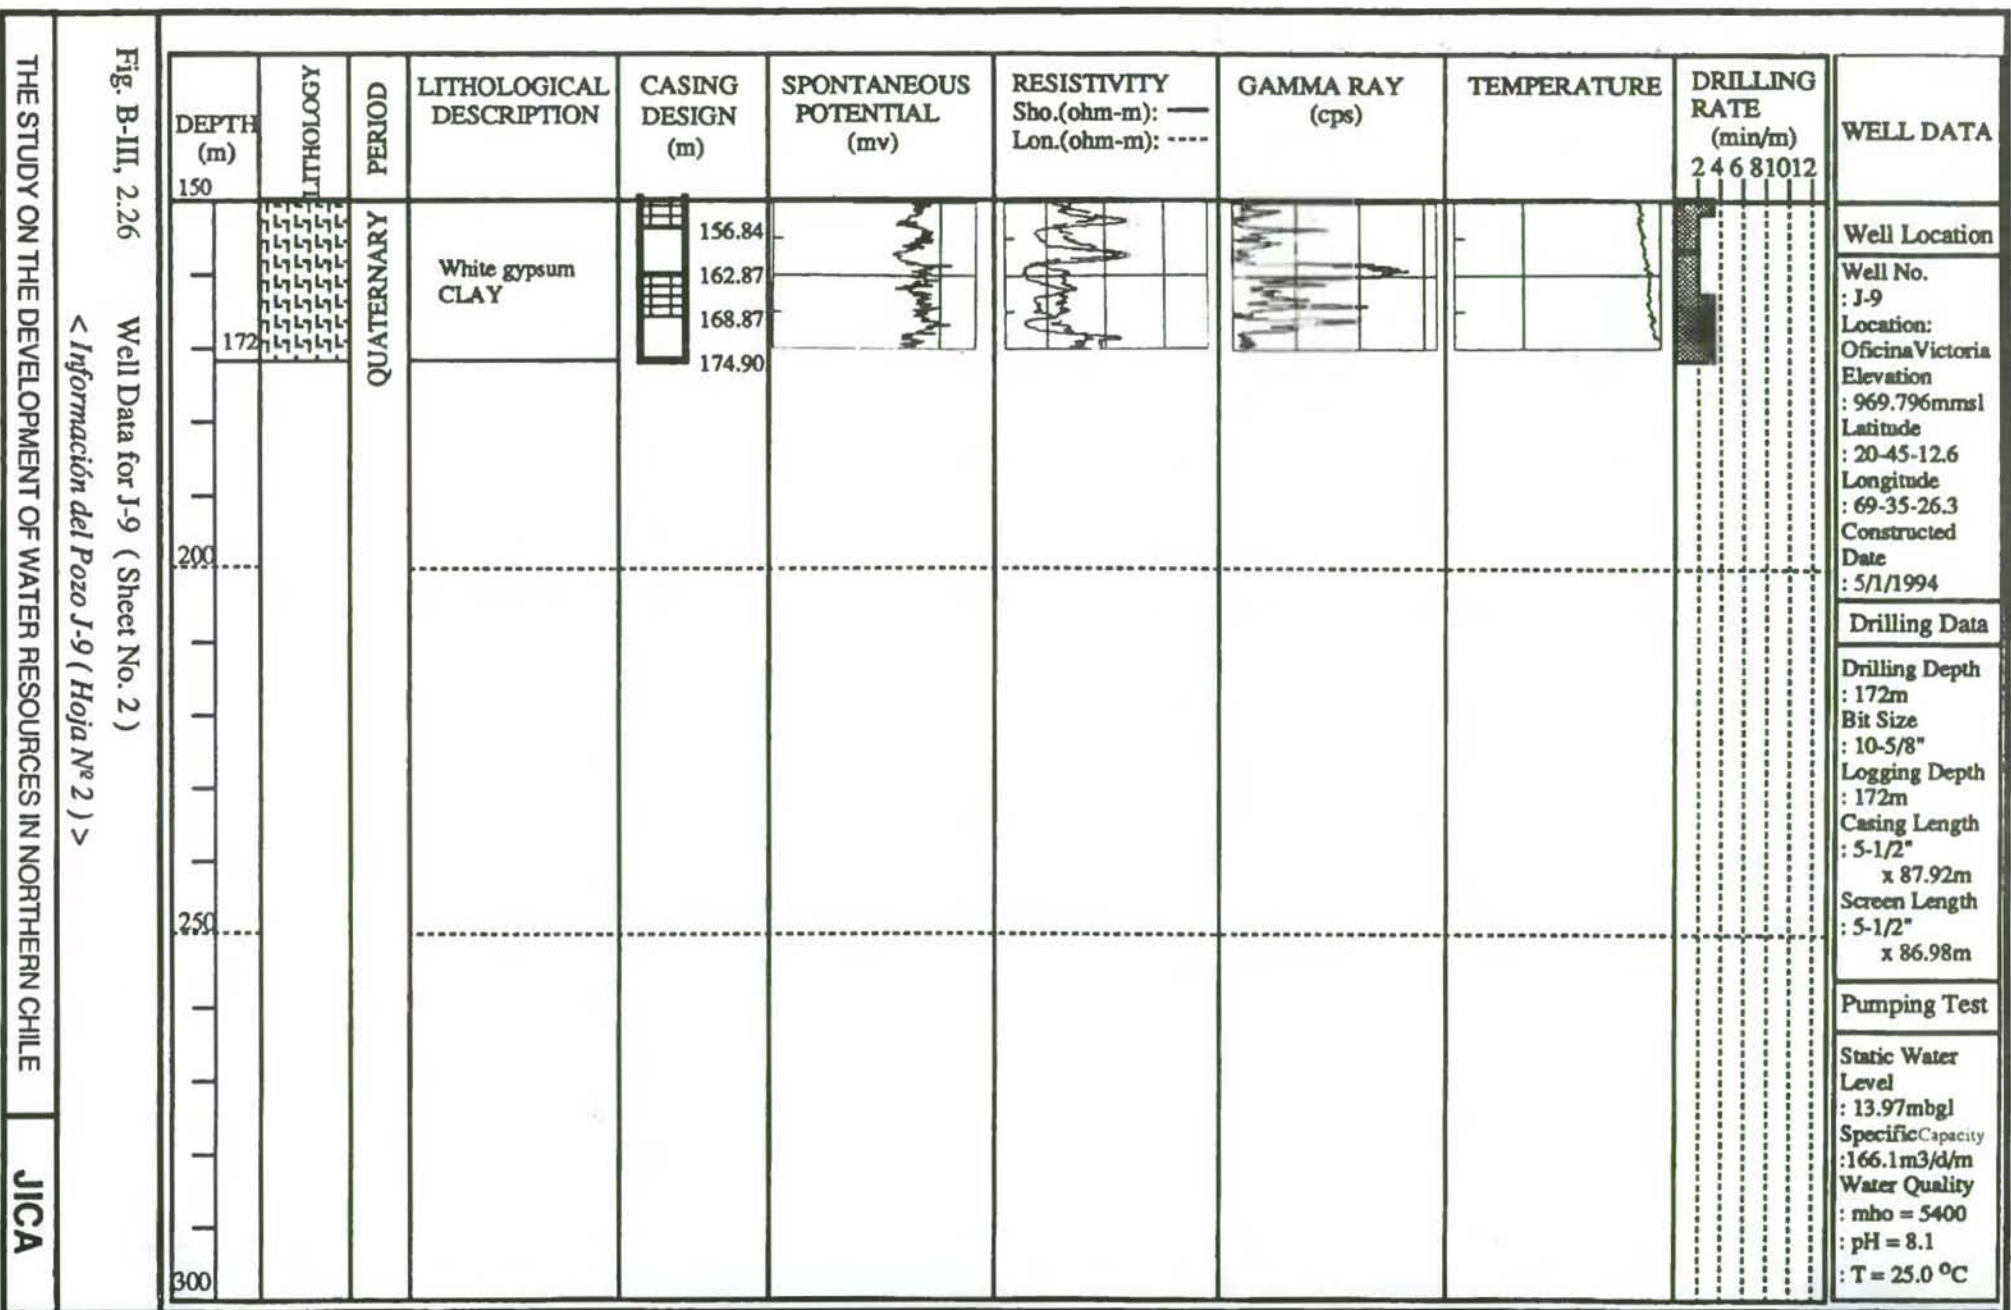 THE STUDY ON THE DEVELOPMENT OF WATER RESOURCES IN NORTHERN CHILE
JICA
Fig. B-III, 2.26 Well Data for J-9 ( Sheet No. 2 )
< Información del Pozo J-9 ( Hoja Nº 2 ) >
DEPTH
(m)
150
LITHOLOGY
PERIOD
LITHOLOGICAL
DESCRIPTION
CASING
DESIGN
(m)
SPONTANEOUS
POTENTIAL
(mv)
RESISTIVITY
Sho.(ohm-m):
Lon.(ohm-m): ----
GAMMA RAY
(cps)
TEMPERATURE
DRILLING
RATE
(min/m)
2 4 6 8 10 12
172
200
250
300
QUATERNARY
White gypsum
CLAY
156.84
162.87
168.87
174.90
WELL DATA
Well Location
Well No.
: J-9
Location:
OficinaVictoria
Elevation
: 969.796mmsl
Latitude
: 20-45-12.6
Longitude
: 69-35-26.3
Constructed
Date
: 5/1/1994
Drilling Data
Drilling Depth
: 172m
Bit Size
: 10-5/8"
Logging Depth
: 172m
Casing Length
: 5-1/2"
x 87.92m
Screen Length
: 5-1/2"
x 86.98m
Pumping Test
Static Water
Level
: 13.97mbgl
Specific Capacity
:166.1m3/d/m
Water Quality
: mho = 5400
: pH = 8.1
: T = 25.0 °C